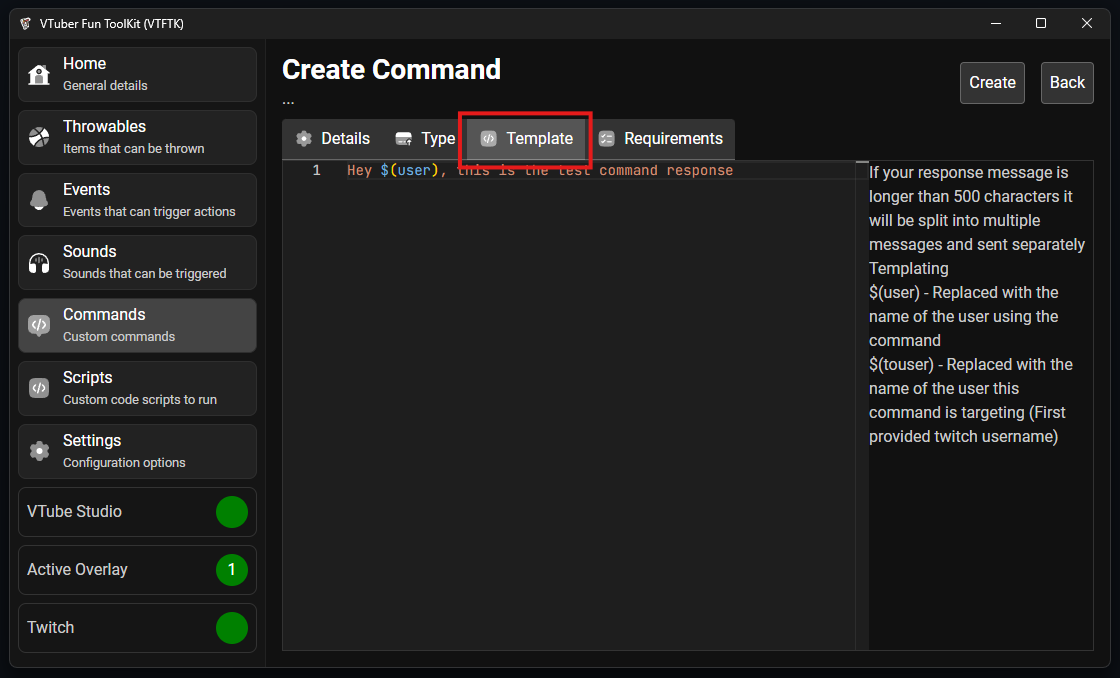 VTuber Fun ToolKit (VTFTK)
Home
General details
Throwables
Items that can be thrown
Events
Events that can trigger actions
Sounds
Sounds that can be triggered
Commands
Custom commands
Scripts
Custom code scripts to run
Settings
Configuration options
VTube Studio
Active Overlay 1
Twitch
Create Command
...
Create Back
Details Type Template Requirements
1 Hey $(user), this is the test command response
If your response message is
longer than 500 characters it
will be split into multiple
messages and sent separately
Templating
$(user) - Replaced with the
name of the user using the
command
$(touser) - Replaced with the
name of the user this
command is targeting (First
provided twitch username)